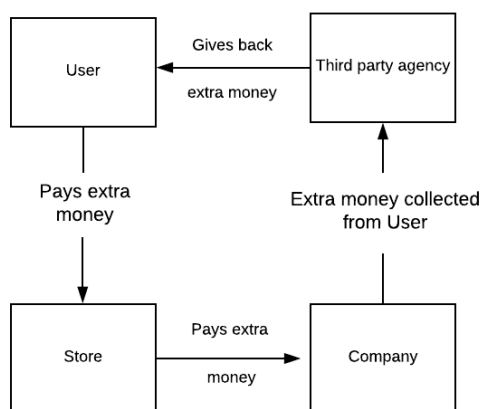 Gives back
User
Third party agency
extra money
Pays extra
money
Extra money collected
from User
Pays extra
Store
Company
money